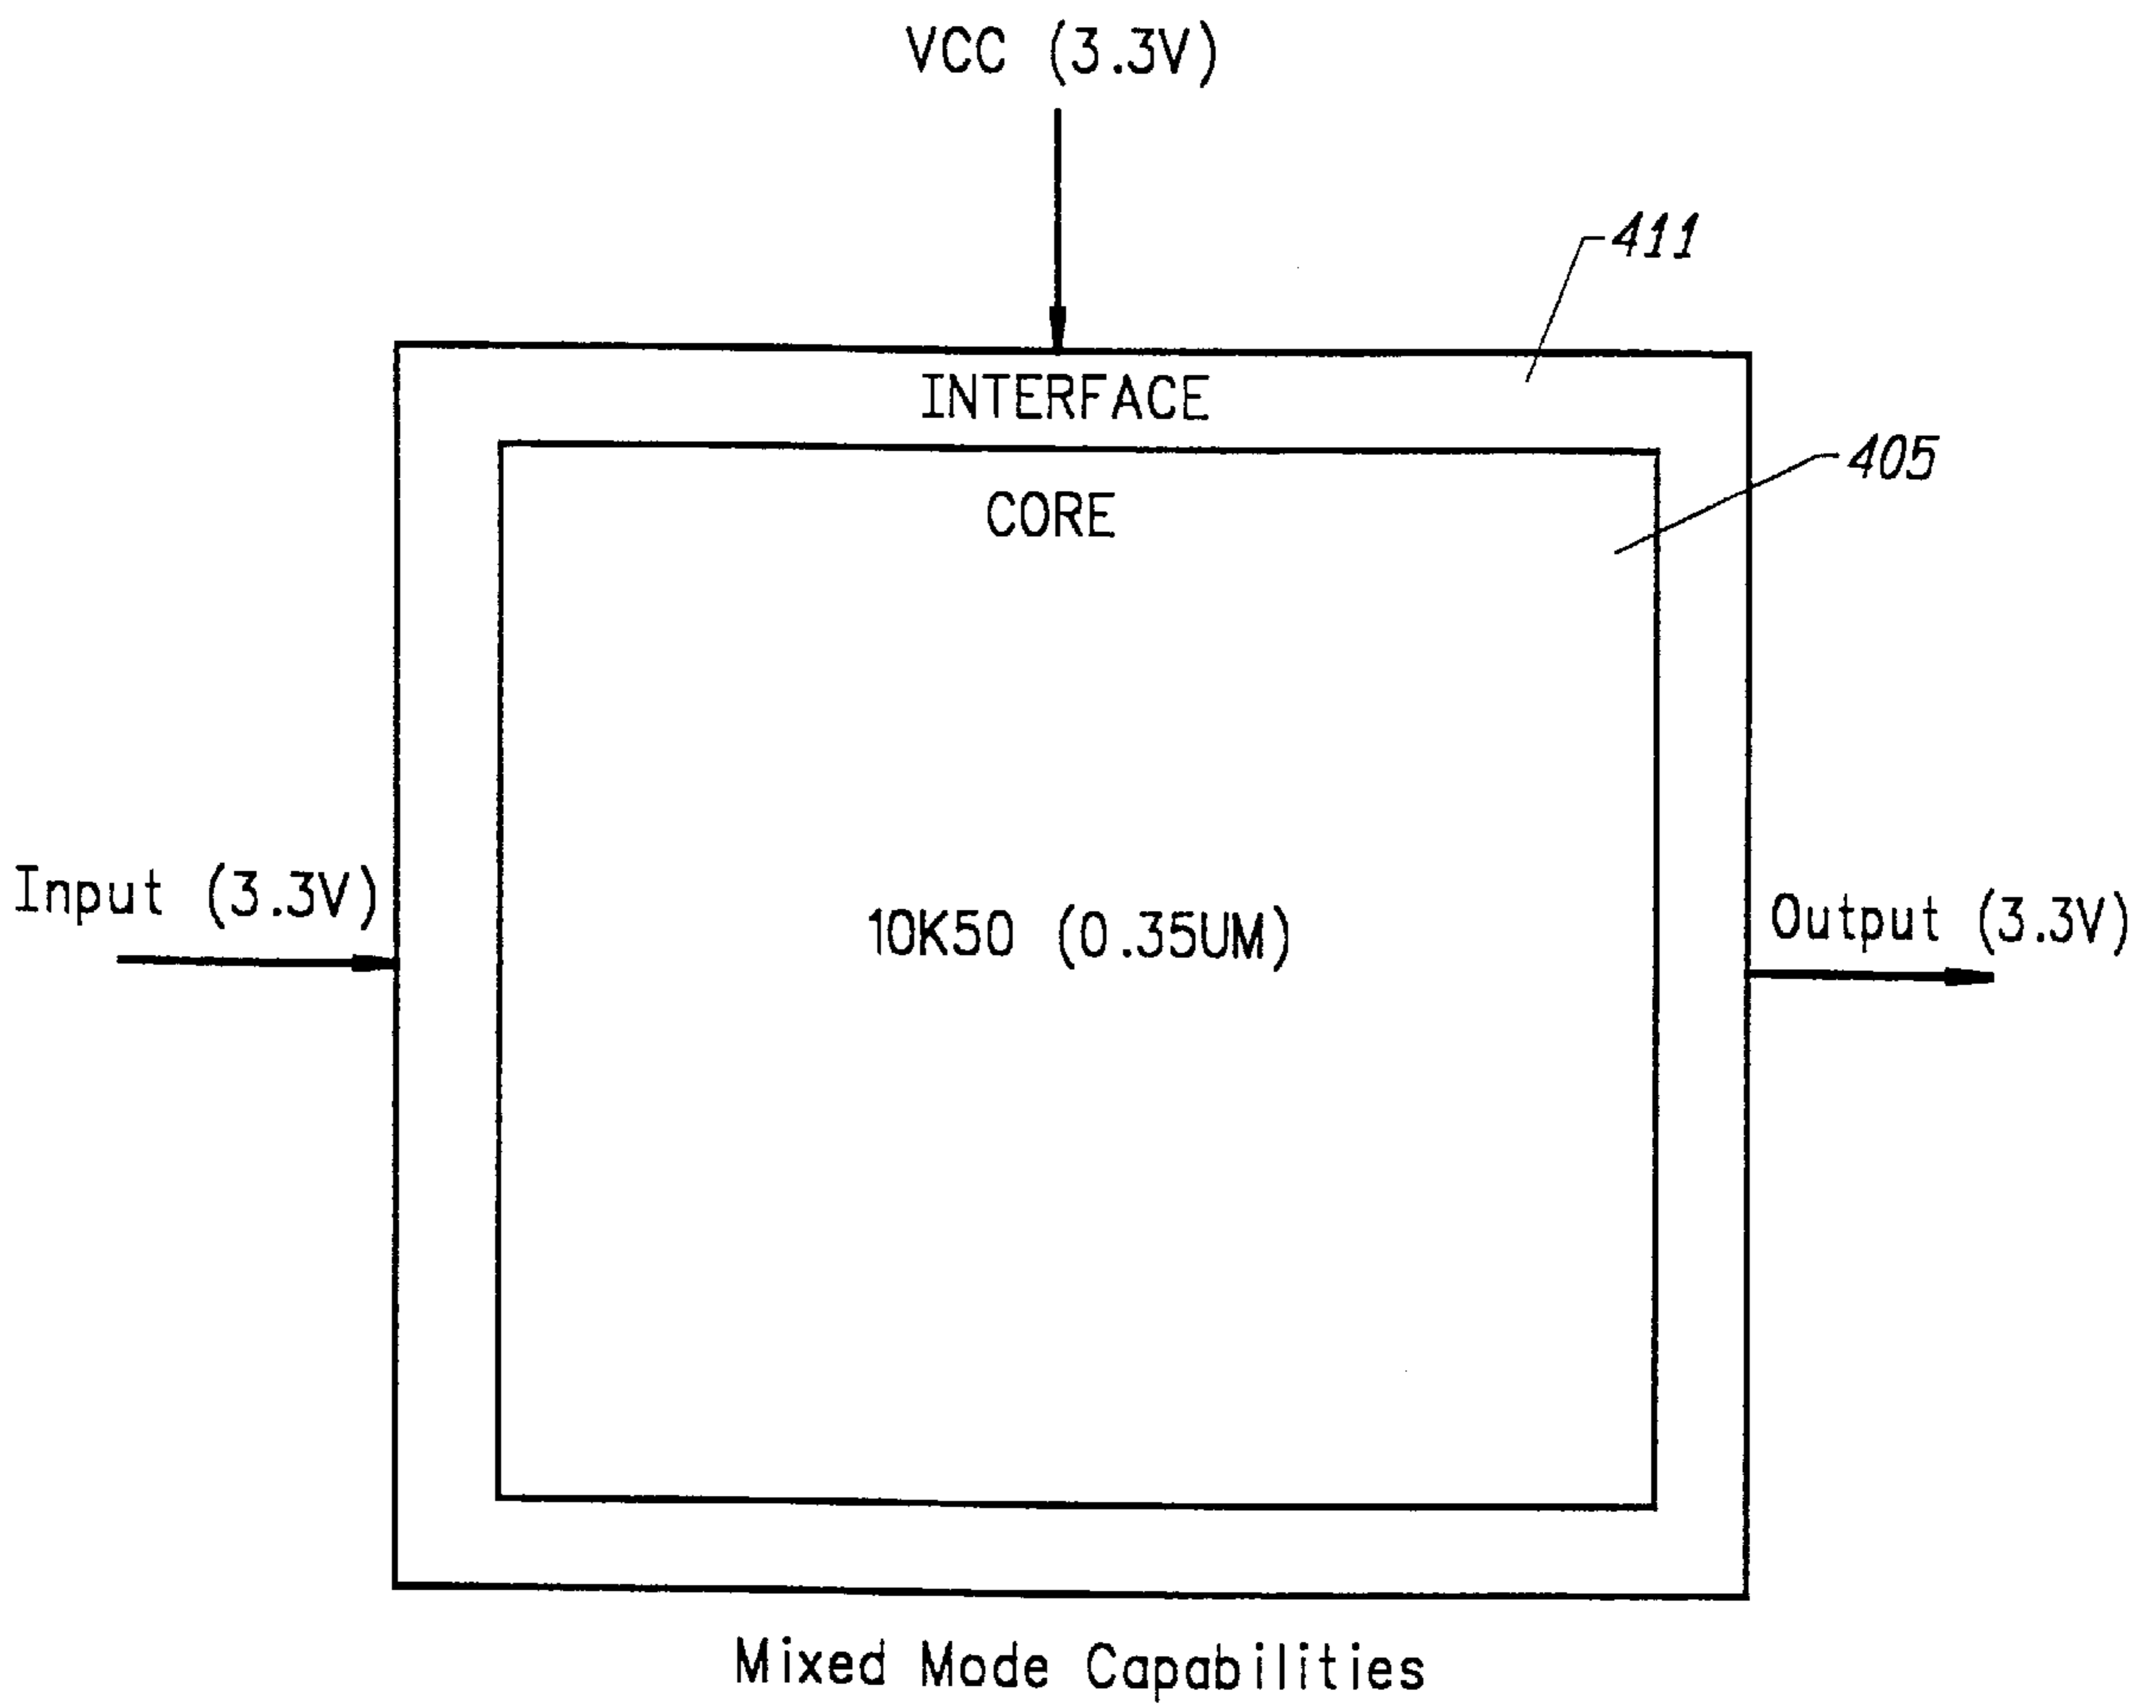 VCC (3.3V)
411
INTERFACE
405
CORE
Input (3.3V)
10K50 (0.35UM)
Output (3.3V)
Mixed Mode Capabilities